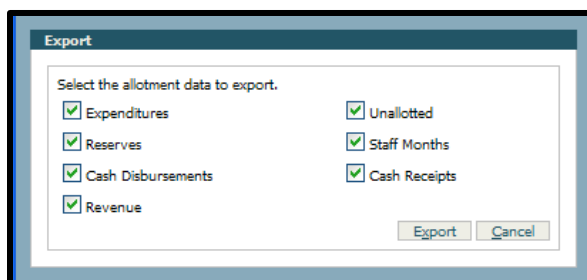 Export
Select the allotment data to export.
Expenditures Unallotted
Reserves Staff Months
Cash Disbursements Cash Receipts
Revenue
Export Cancel